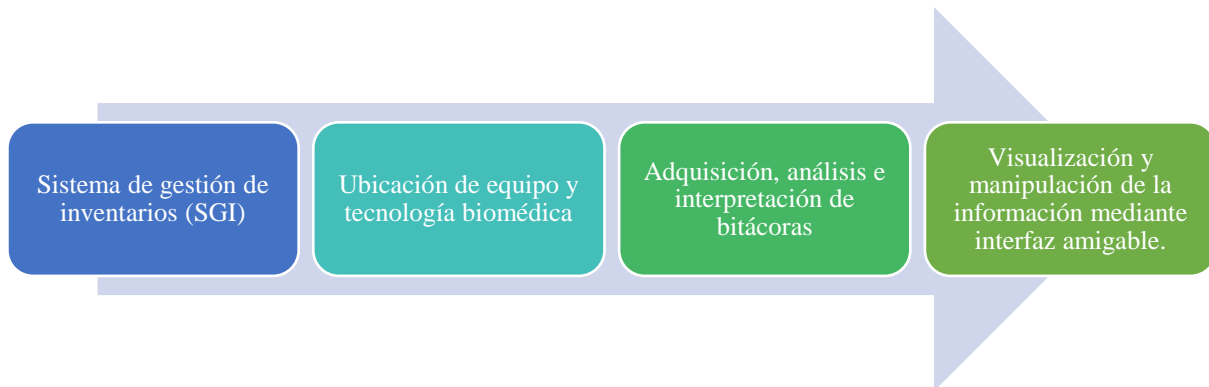 Sistema de gestión de
inventarios (SGI)
Ubicación de equipo y
tecnología biomédica
Adquisición, análisis e
interpretación de
bitácoras
Visualización y
manipulación de la
información mediante
interfaz amigable.